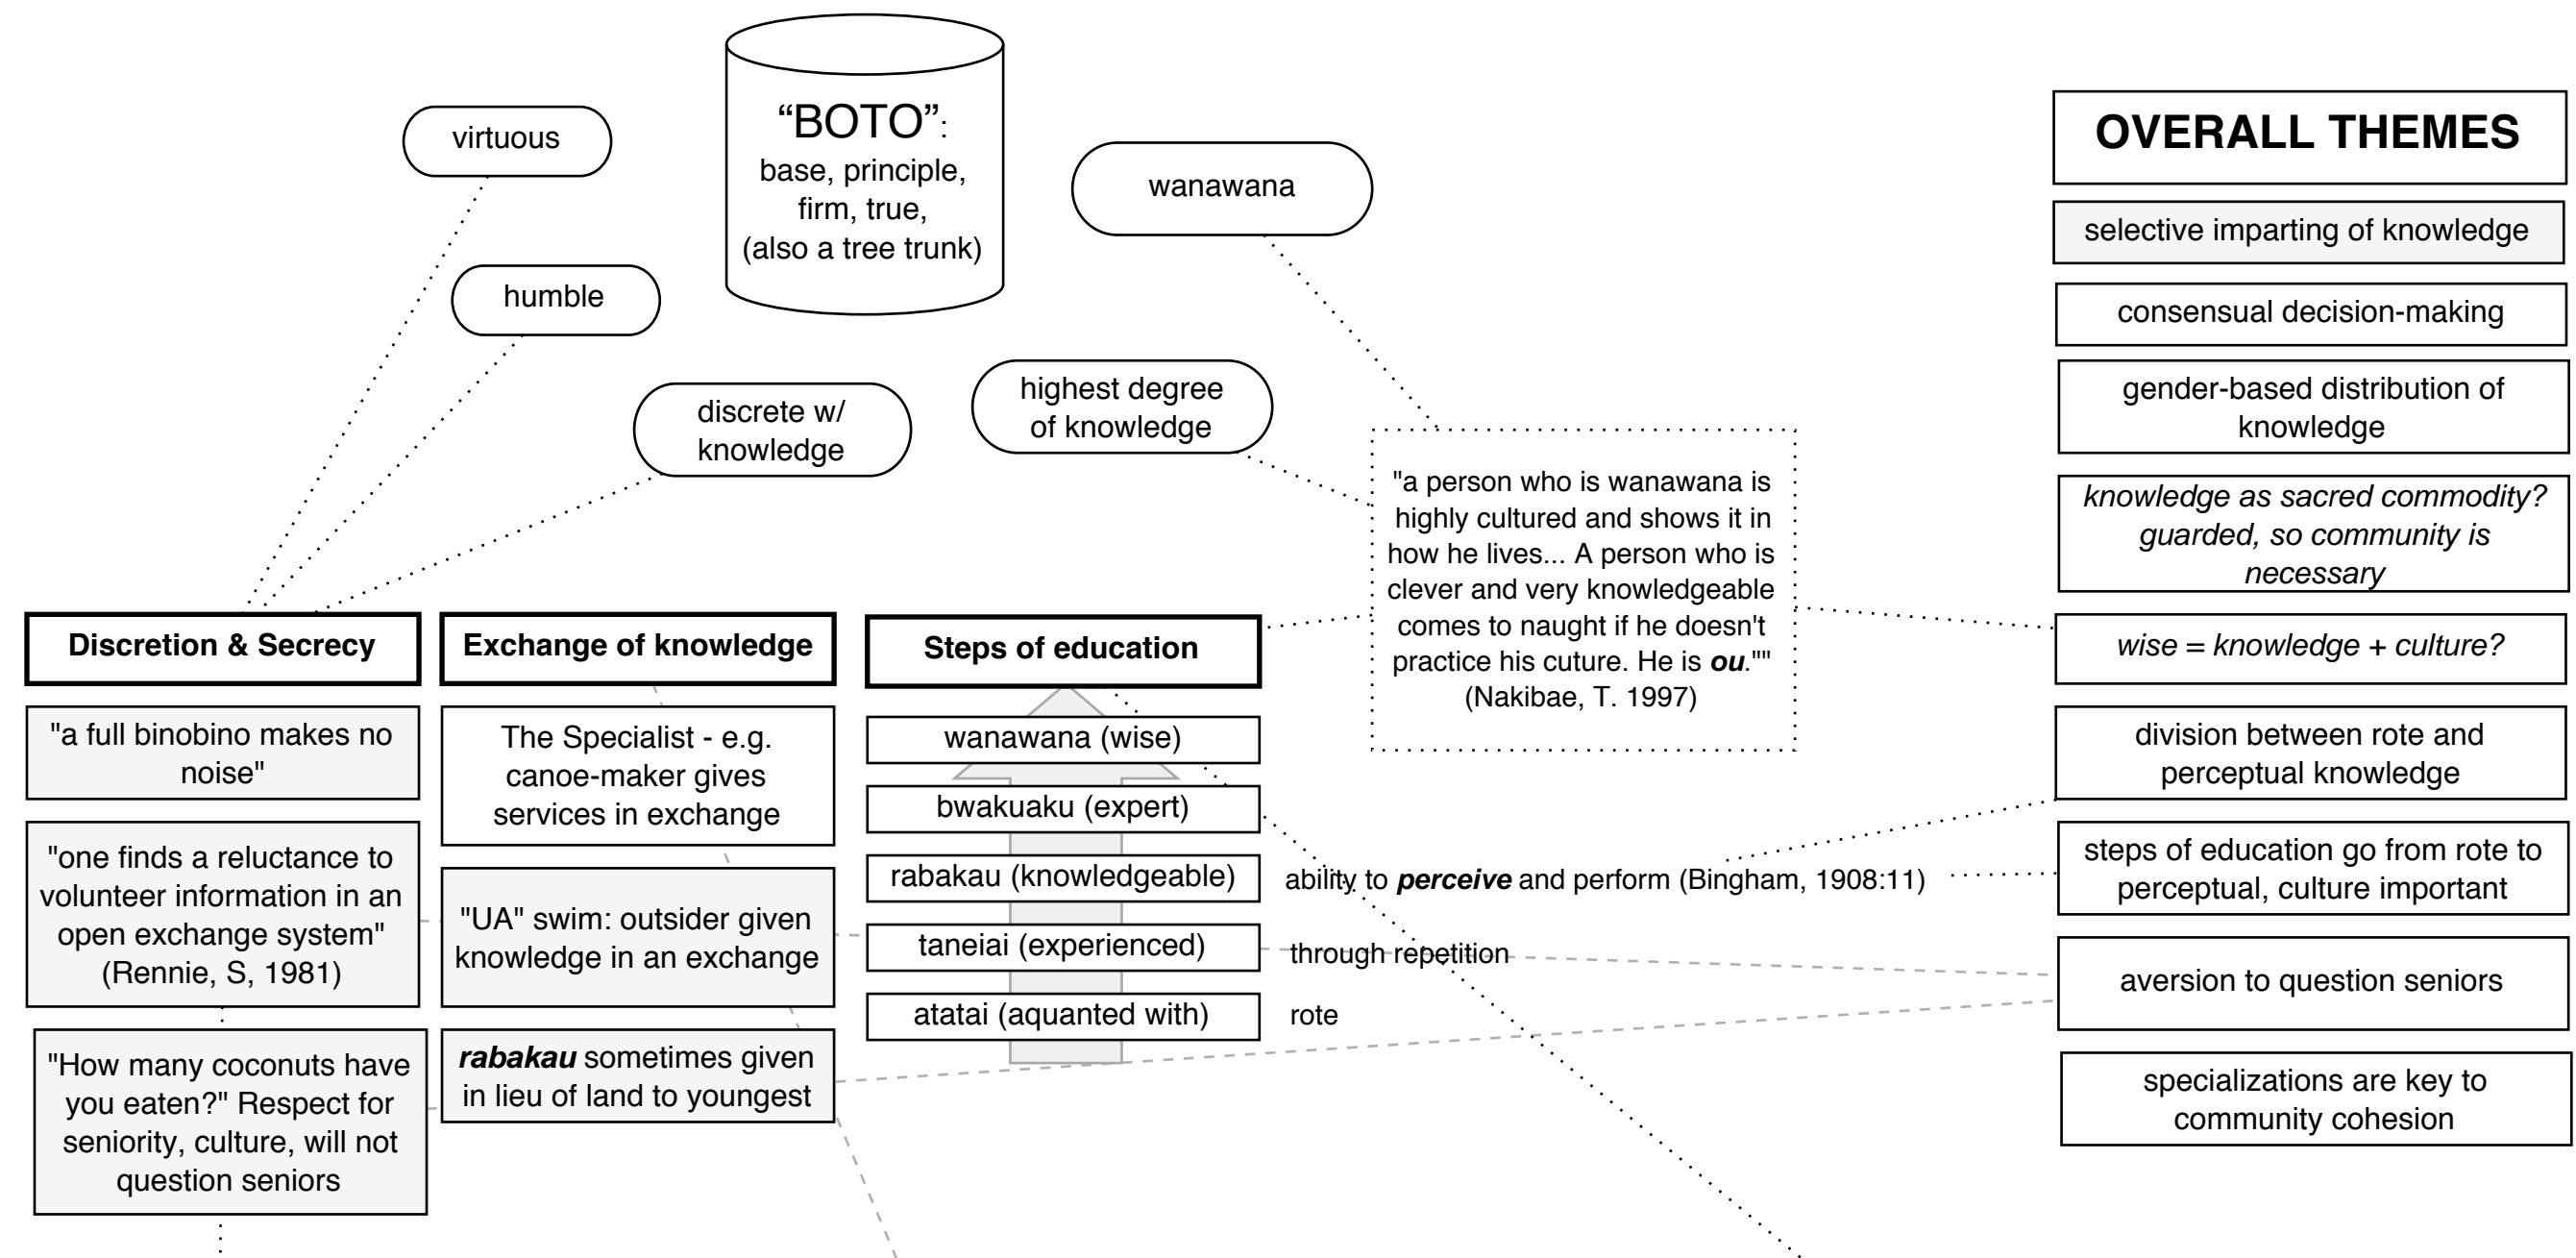 “BOTO”:
base, principle,
firm, true,
(also a tree trunk)
virtuous
humble
discrete w/
knowledge
wanawana
highest degree
of knowledge
"a person who is wanawana is
highly cultured and shows it in
how he lives... A person who is
clever and very knowledgeable
comes to naught if he doesn't
practice his cuture. He is ou.""
(Nakibae, T. 1997)
Discretion & Secrecy
"a full binobino makes no
noise"
"one finds a reluctance to
volunteer information in an
open exchange system"
(Rennie, S, 1981)
"How many coconuts have
you eaten?" Respect for
seniority, culture, will not
question seniors
Exchange of knowledge
The Specialist - e.g.
canoe-maker gives
services in exchange
"UA" swim: outsider given
knowledge in an exchange
rabakau sometimes given
in lieu of land to youngest
Steps of education
wanawana (wise)
bwakuaku (expert)
rabakau (knowledgeable)
ability to perceive and perform (Bingham, 1908:11)
taneiai (experienced)
through repetition
atatai (aquanted with)
rote
OVERALL THEMES
selective imparting of knowledge
consensual decision-making
gender-based distribution of
knowledge
knowledge as sacred commodity?
guarded, so community is
necessary
wise = knowledge + culture?
division between rote and
perceptual knowledge
steps of education go from rote to
perceptual, culture important
aversion to question seniors
specializations are key to
community cohesion